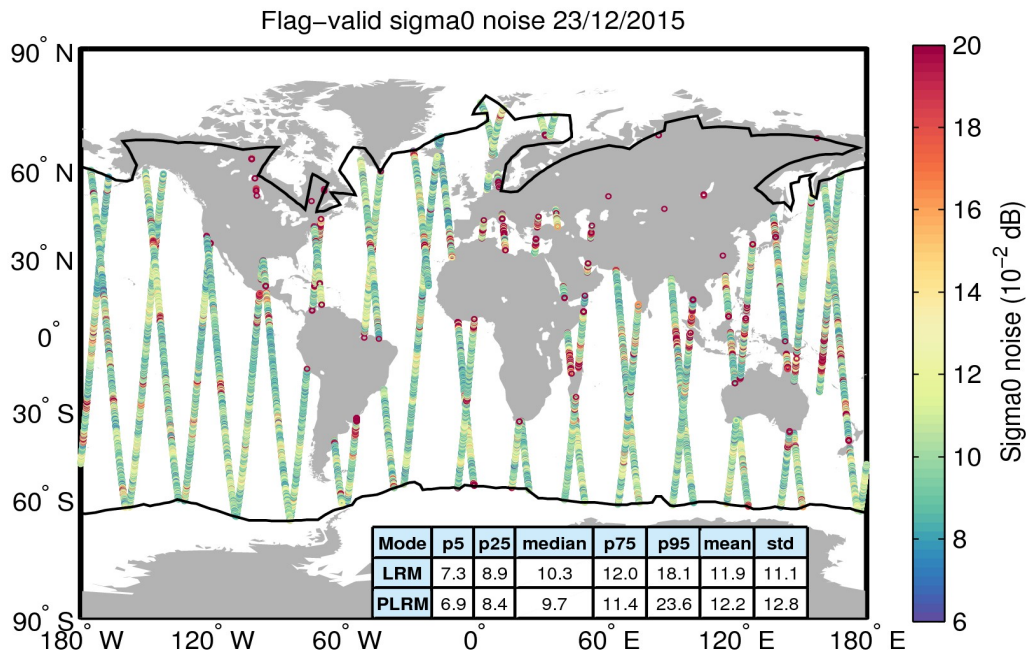 Flag−valid sigma0 noise 23/12/2015
90° N
60° N
30° N
0°
30° S
60° S
90° S
180° W
120° W
60° W
0°
60° E
120° E
180° E
20
18
16
14
12
10
8
6
Sigma0 noise (10⁻² dB)
Mode p5 p25 median p75 p95 mean std
LRM 7.3 8.9 10.3 12.0 18.1 11.9 11.1
PLRM 6.9 8.4 9.7 11.4 23.6 12.2 12.8